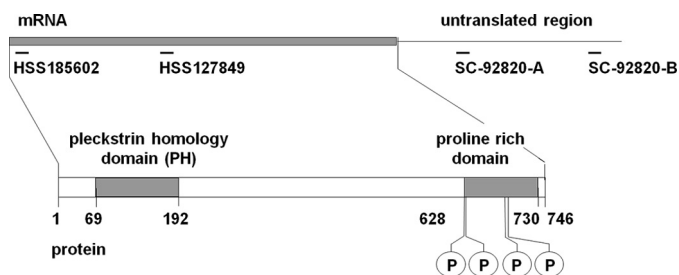 mRNA
untranslated region
HSS185602 HSS127849 SC-92820-A SC-92820-B
pleckstrin homology
domain (PH)
proline rich
domain
1 69 192 628 730 746
protein
P P P P